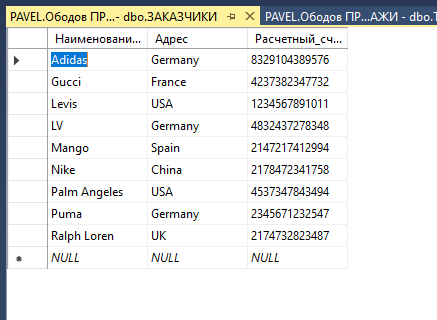 PAVEL.Ободов ПР...- dbo.ЗАКАЗЧИКИ PAVEL.Ободов ПР...АЖИ - dbo.Т
Наименовани... Адрес Расчетный_сч...
Adidas Germany 8329104389576
Gucci France 4237382347732
Levis USA 1234567891011
LV Germany 4832437278348
Mango Spain 2147217412994
Nike China 2178472341758
Palm Angeles USA 4537347843494
Puma Germany 2345671232547
Ralph Loren UK 2174732823487
NULL NULL NULL